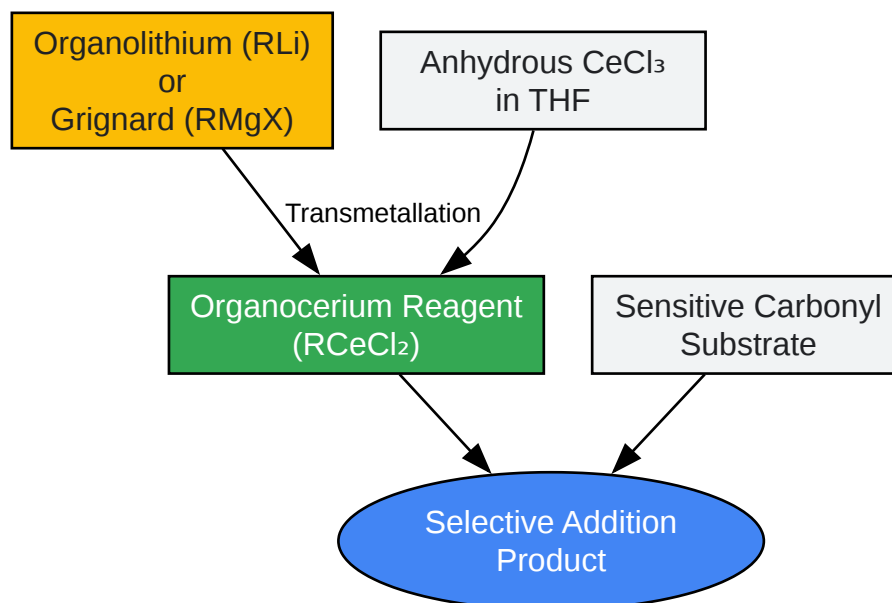 Organolithium (RLi)
or
Grignard (RMgX)
Anhydrous CeCl₃
in THF
Transmetallation
Organocerium Reagent
(RCeCl₂)
Sensitive Carbonyl
Substrate
Selective Addition
Product